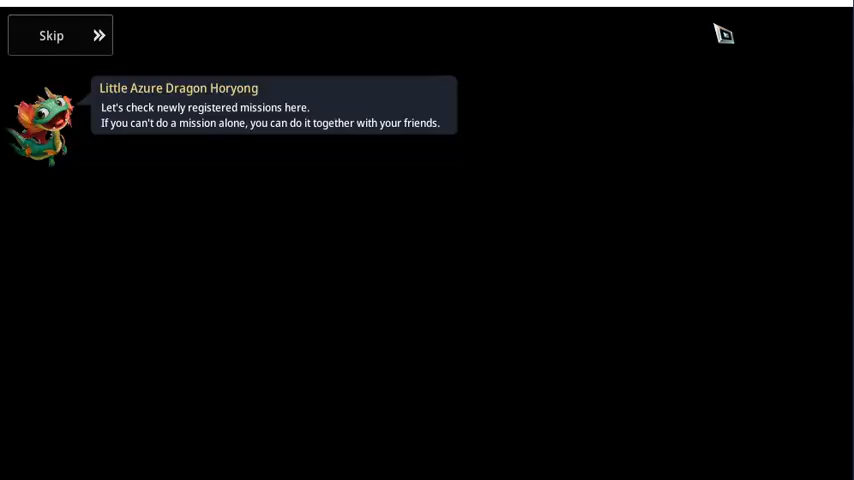 Skip
Little Azure Dragon Horyong
Let's check newly registered missions here.
If you can't do a mission alone, you can do it together with your friends.